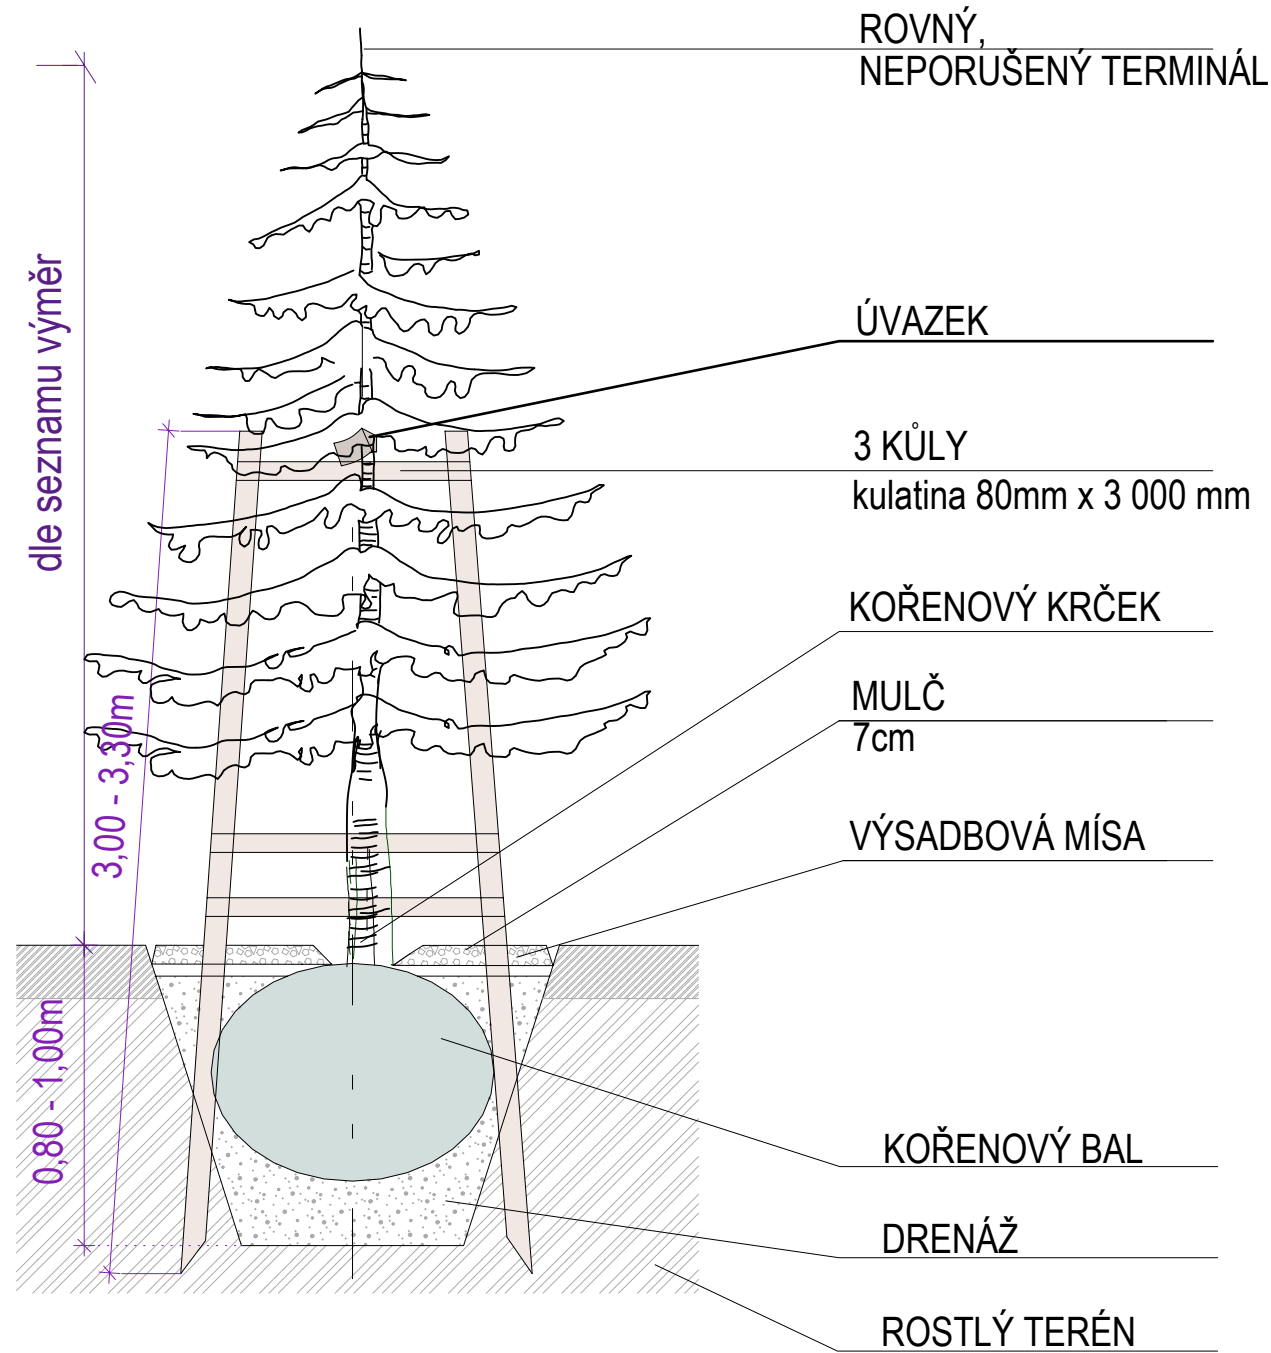 ROVNÝ,
NEPORUŠENÝ TERMINÁL
ÚVAZEK
3 KŮLY
kulatina 80mm x 3 000 mm
KOŘENOVÝ KRČEK
MULČ
7cm
VÝSADBOVÁ MÍSA
KOŘENOVÝ BAL
DRENÁŽ
ROSTLÝ TERÉN
dle seznamu výměr
3,00 - 3,30m
0,80 - 1,00m